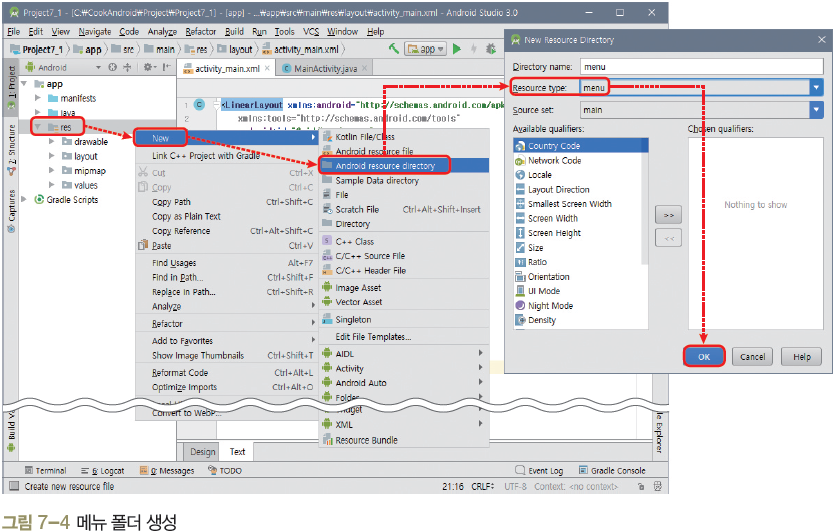 Project7_1 - [C:₩CookAndroid₩Project₩Project7_1] - [app] - ...₩app₩src₩main₩res₩layout₩activity_main.xml - Android Studio 3.0
File Edit View Navigate Code Analyze Refactor Build Run Tools VCS Window Help
Project7_1 app src main res layout activity_main.xml app
Android
activity_main.xml MainActivity.java
1: Project
7: Structure
Captures
app
manifests
java
res
drawable
layout
mipmap
values
Gradle Scripts
1
2
<LinearLayout xmlns:android="http://schemas.android.com/apk
xmlns:tools="http://schemas.android.com/tools"
New
Link C++ Project with Gradle
Cut Ctrl+X
Copy Ctrl+C
Copy Path Ctrl+Shift+C
Copy as Plain Text
Copy Reference Ctrl+Alt+Shift+C
Paste Ctrl+V
Find Usages Alt+F7
Find in Path... Ctrl+Shift+F
Replace in Path... Ctrl+Shift+R
Analyze
Refactor
Add to Favorites
Show Image Thumbnails Ctrl+Shift+T
Reformat Code Ctrl+Alt+L
Optimize Imports Ctrl+Alt+O
Convert to WebP...
Kotlin File/Class
Android resource file
Android resource directory
Sample Data directory
File
Scratch File Ctrl+Alt+Shift+Insert
Directory
C++ Class
C/C++ Source File
C/C++ Header File
Image Asset
Vector Asset
Singleton
Edit File Templates...
AIDL
Activity
Android Auto
Folder
Widget
XML
Resource Bundle
New Resource Directory
Directory name: menu
Resource type: menu
Source set: main
Available qualifiers: Chosen qualifiers:
Country Code
Network Code
Locale
Layout Direction
Smallest Screen Width
Screen Width
Screen Height
Size
Ratio
Orientation
UI Mode
Night Mode
Density
>>
<<
Nothing to show
OK Cancel Help
Design Text
Terminal 6: Logcat 0: Messages TODO Event Log Gradle Console
Create new resource file 21:16 CRLF UTF-8 Context: <no context>
그림 7-4 메뉴 폴더 생성